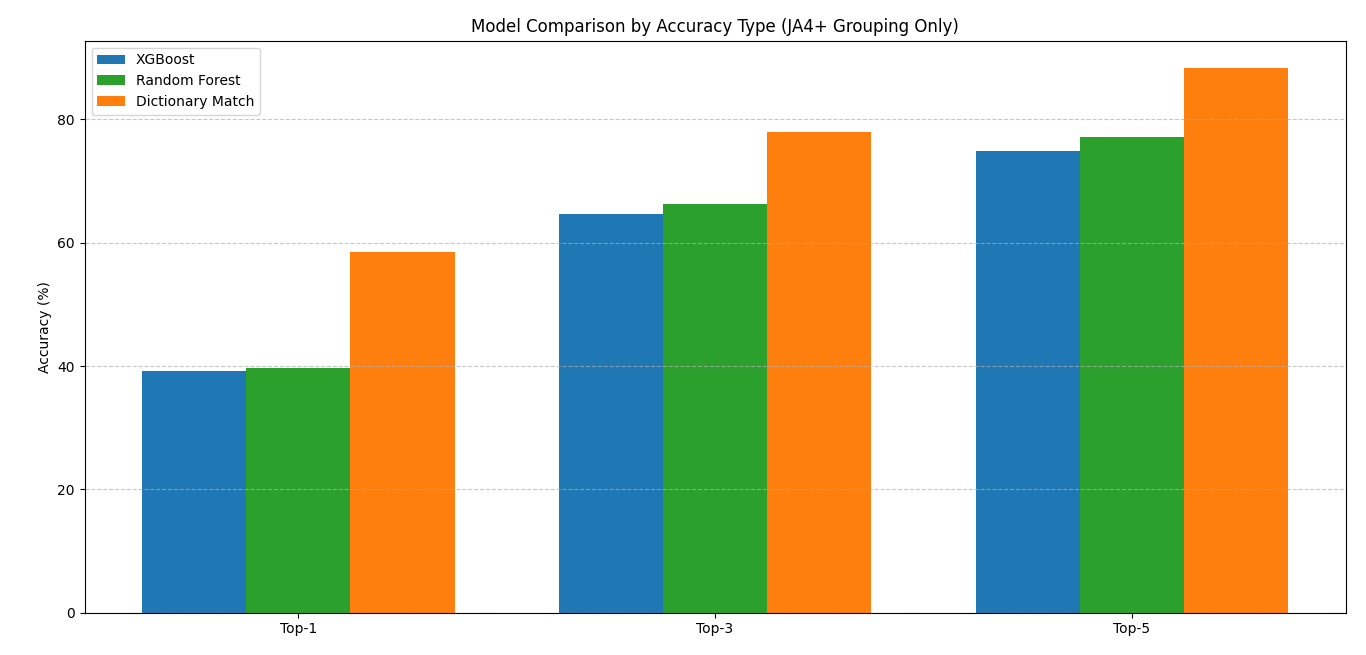 Model Comparison by Accuracy Type (JA4+ Grouping Only)
XGBoost
Random Forest
Dictionary Match
Accuracy (%)
80
60
40
20
0
Top-1
Top-3
Top-5